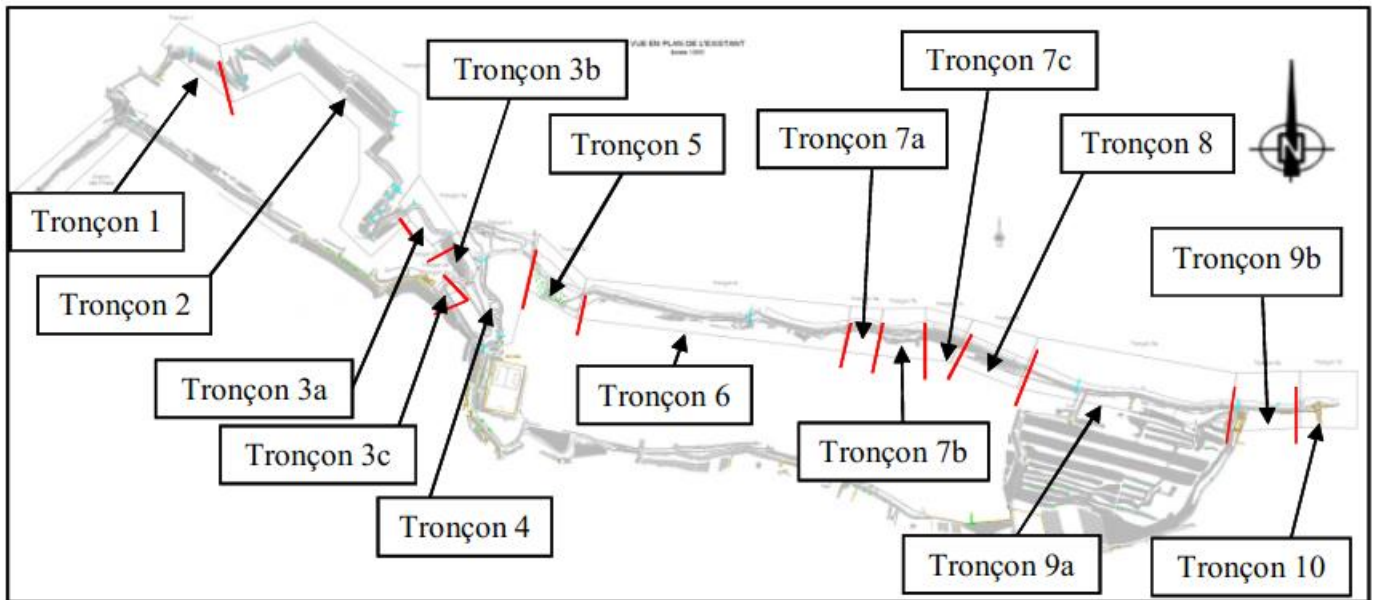 VUE EN PLAN DE L'EXISTANT
Tronçon 3b
Tronçon 7c
Tronçon 5
Tronçon 7a
Tronçon 8
N
Tronçon 1
Tronçon 9b
Tronçon 2
Tronçon 3a
Tronçon 6
Tronçon 3c
Tronçon 7b
Tronçon 4
Tronçon 9a
Tronçon 10